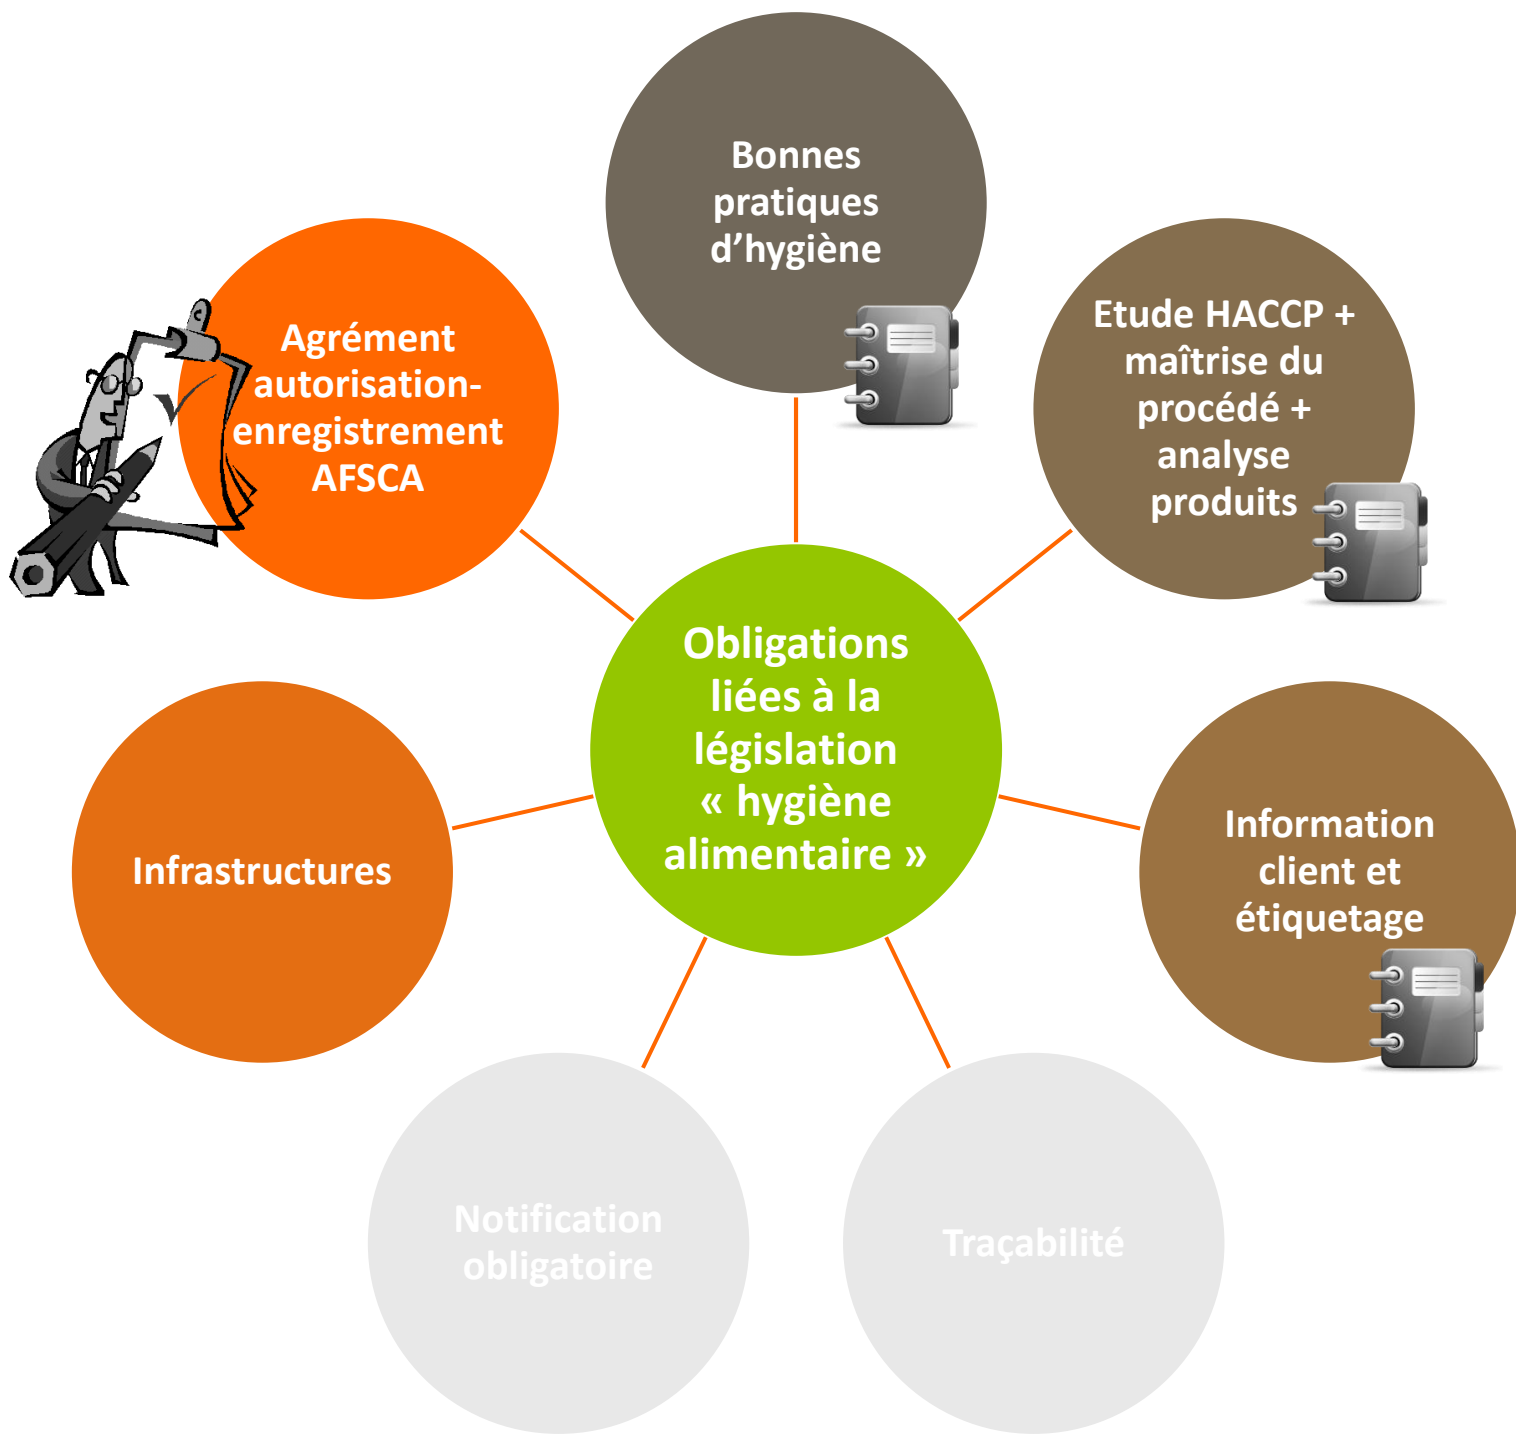 Bonnes
pratiques
d’hygiène
Etude HACCP +
maîtrise du
procédé +
analyse
produits
Information
client et
étiquetage
Traçabilité
Notification
obligatoire
Infrastructures
Agrément
autorisation-
enregistrement
AFSCA
Obligations
liées à la
législation
« hygiène
alimentaire »